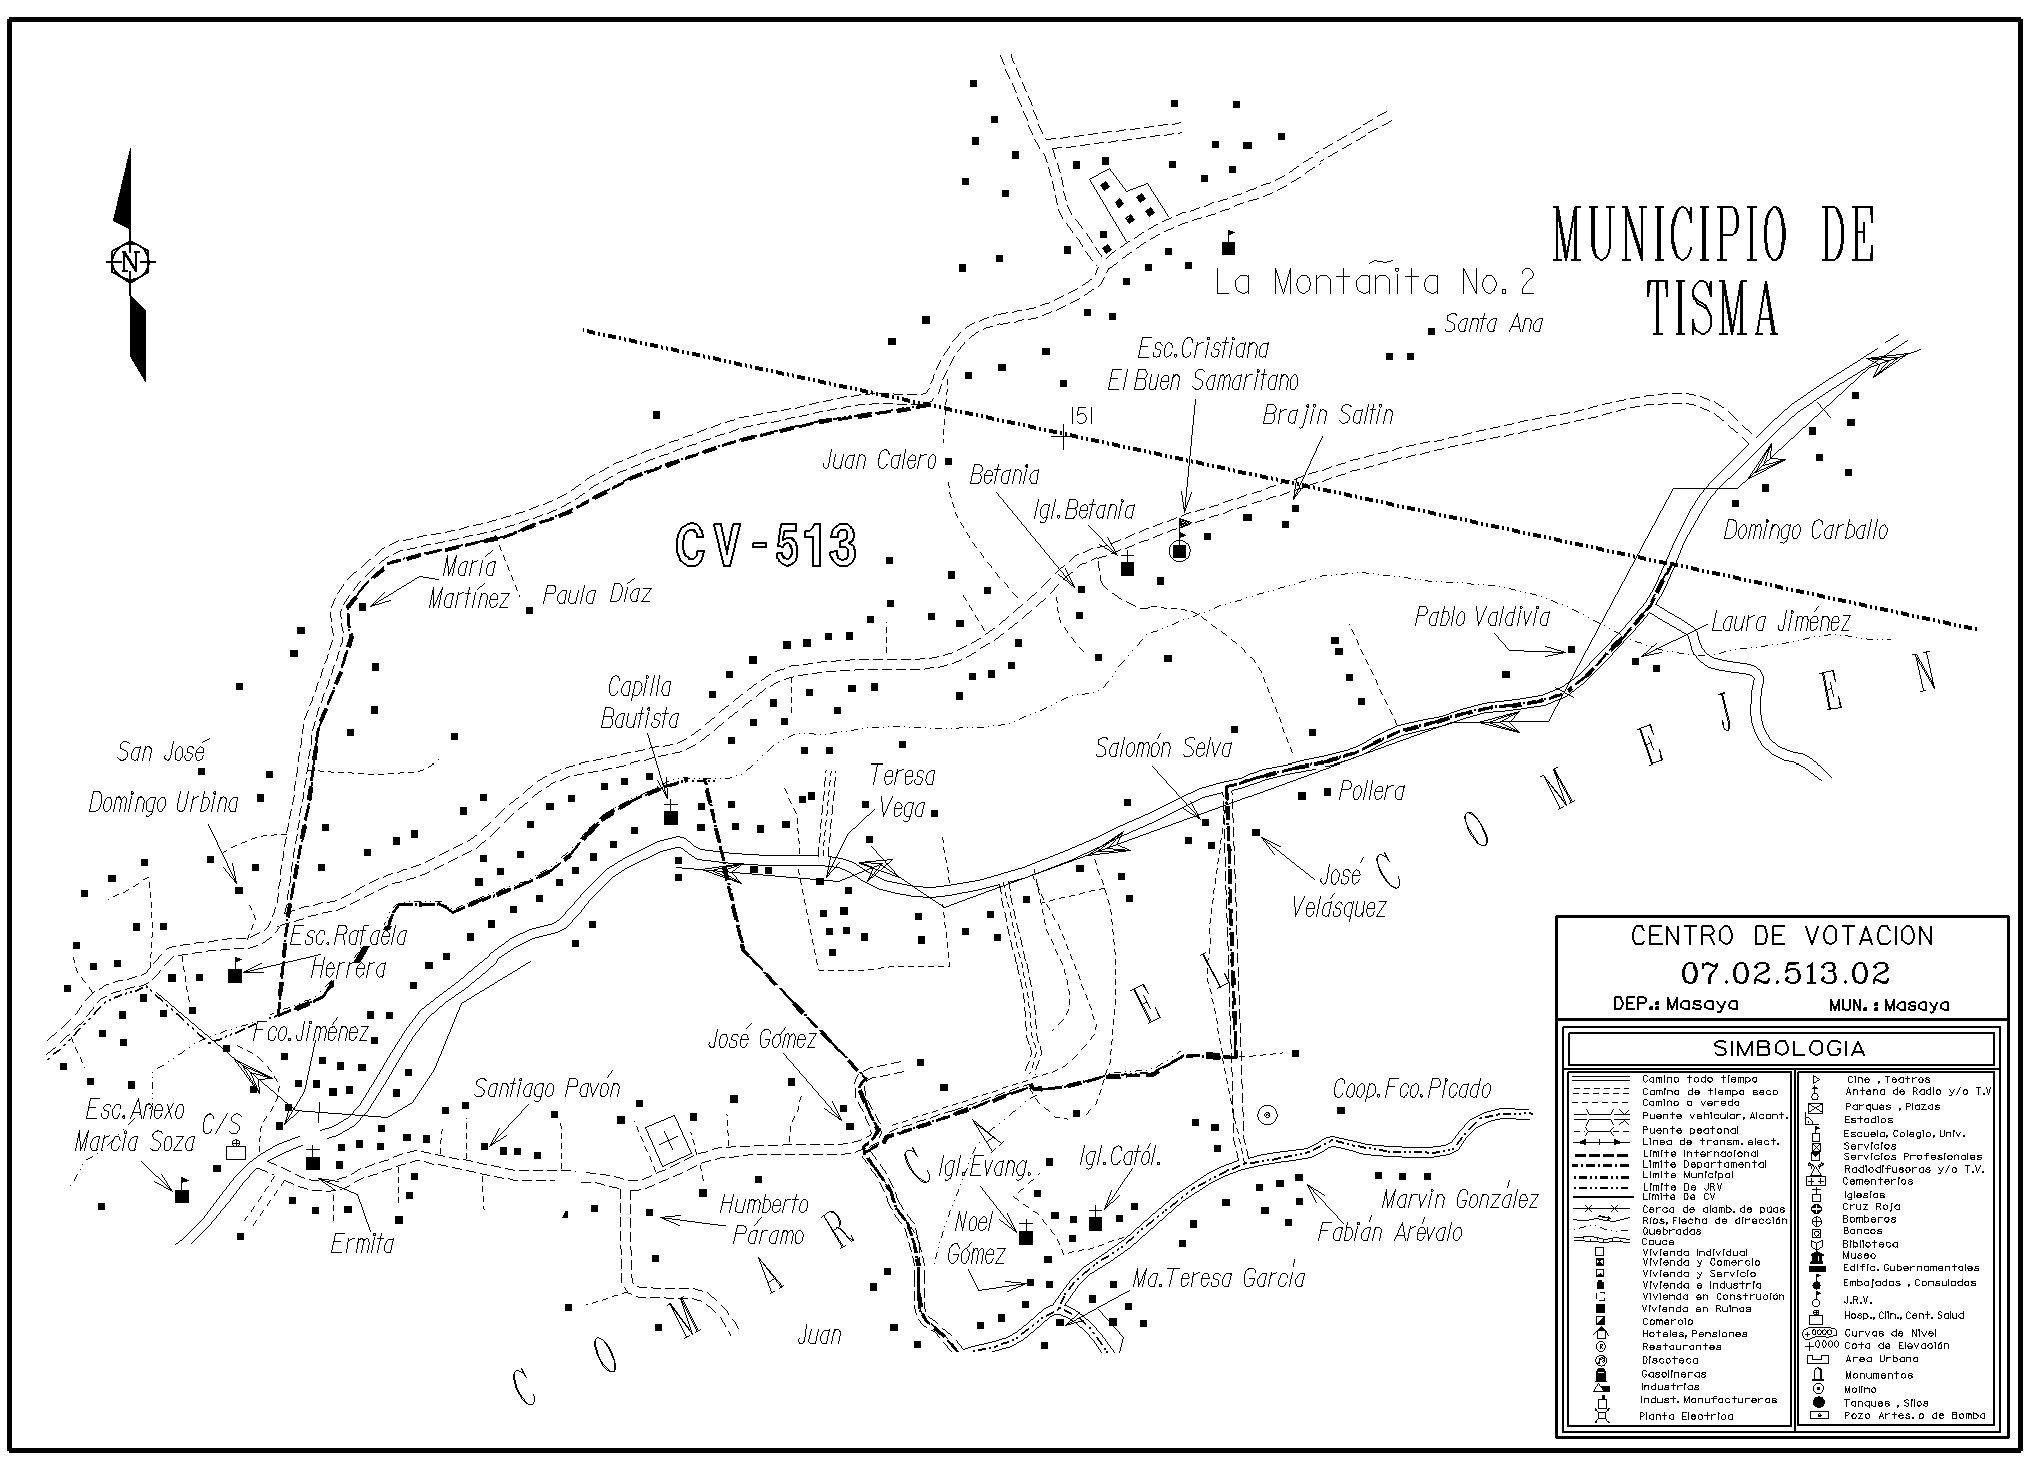 MUNICIPIO DE
TISMA
N
La Montañita No. 2
Santa Ana
Esc.Cristiana
El Buen Samaritano
151
Brajin Saltin
Juan Calero
Betania
Igl.Betania
CV-513
Domingo Carballo
María
Martínez
Paula Díaz
Pablo Valdivia
Laura Jiménez
Capilla
Bautista
San José
Salomón Selva
Domingo Urbina
Teresa
Vega
Pollera
José
Velásquez
COMEJEN
EL
Esc.Rafaela
Herrera
Fco.Jiménez
José Gómez
Santiago Pavón
Coop.Fco.Picado
Esc.Anexo
Marcia Soza
C/S
Igl.Evang.
Igl.Catól.
Marvin González
Humberto
Páramo
Noel
Gómez
Fabián Arévalo
Ermita
Ma.Teresa García
Juan
COMARCA
CENTRO DE VOTACION
07.02.513.02
DEP.: Masaya
MUN.: Masaya
SIMBOLOGIA
Camino todo tiempo
Camino de tiempo seco
Camino o vereda
Puente vehicular, Alcant.
Puente peatonal
Linea de transm. elect.
Limite Internacional
Limite Departamental
Limite Municipal
Limite De JRV
Limite De CV
Cerca de alamb. de púas
Ríos, Flecha de dirección
Quebradas
Cauce
Vivienda Individual
Vivienda y Comercio
Vivienda y Servicio
Vivienda e Industria
Vivienda en Construción
Vivienda en Ruinas
Comercio
Hoteles, Pensiones
Restaurantes
Discoteca
Gasolineras
Industrias
Indust. Manufactureras
Planta Electrica
Cine , Teatros
Antena de Radio y/o T.V
Parques , Plazas
Estadios
Escuela, Colegio, Univ.
Servicios
Servicios Profesionales
Radiodifusoras y/o T.V.
Cementerios
Iglesias
Cruz Roja
Bomberos
Bancos
Biblioteca
Museo
Edific. Gubernamentales
Embajadas , Consulados
J.R.V.
Hosp., Clin., Cent. Salud
Curvas de Nivel
Cota de Elevación
Area Urbana
Monumentos
Molino
Tanques , Silos
Pozo Artes. o de Bomba